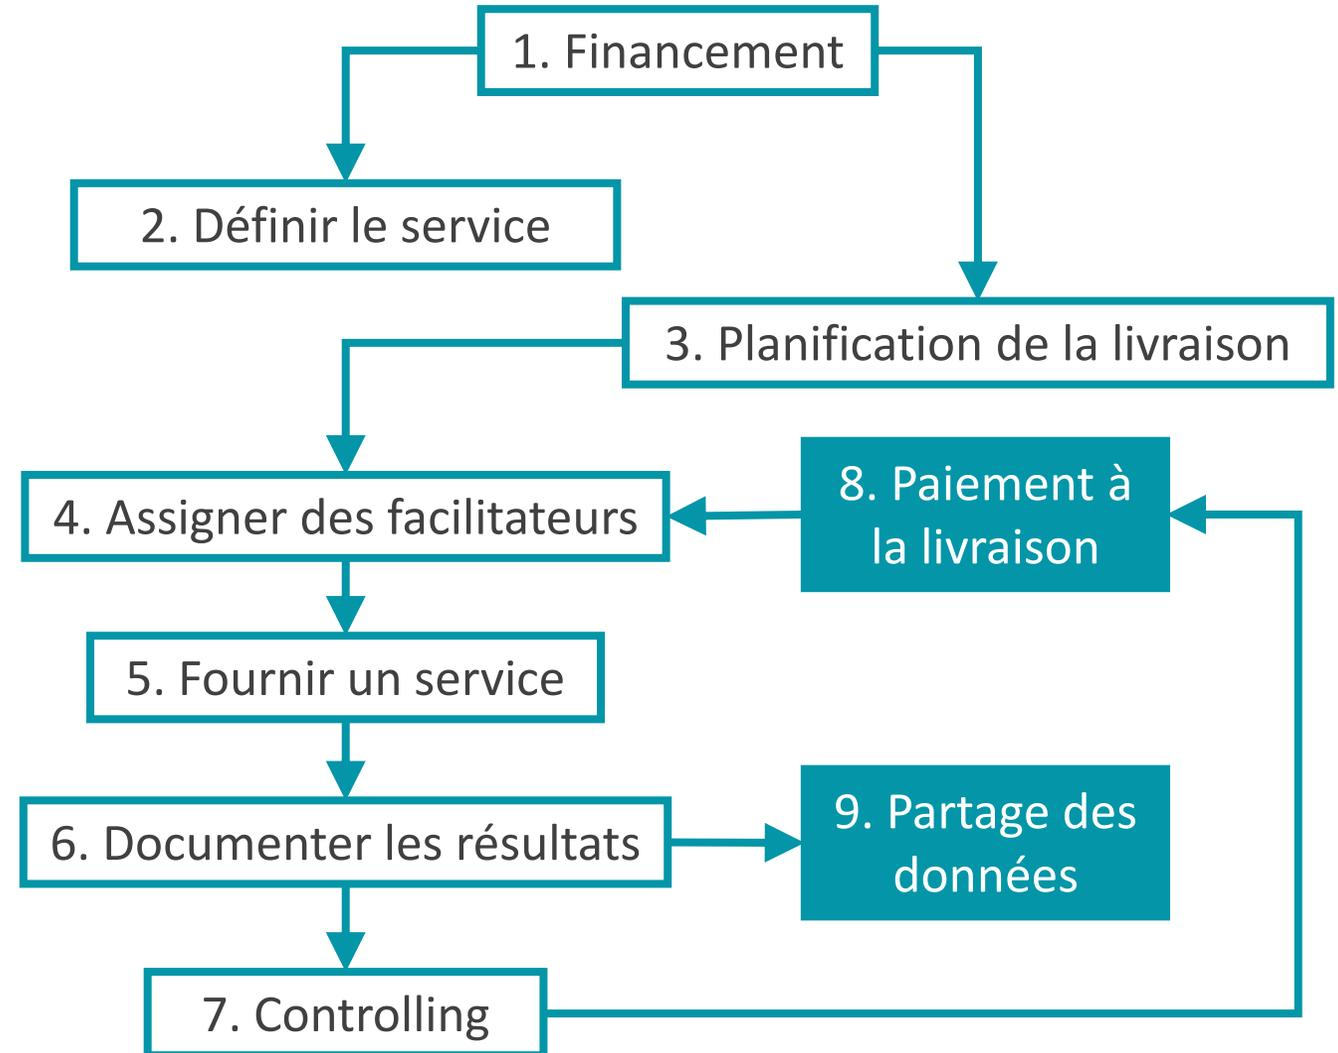 1. Financement
2. Définir le service
3. Planification de la livraison
4. Assigner des facilitateurs
8. Paiement à
la livraison
5. Fournir un service
6. Documenter les résultats
9. Partage des
données
7. Controlling